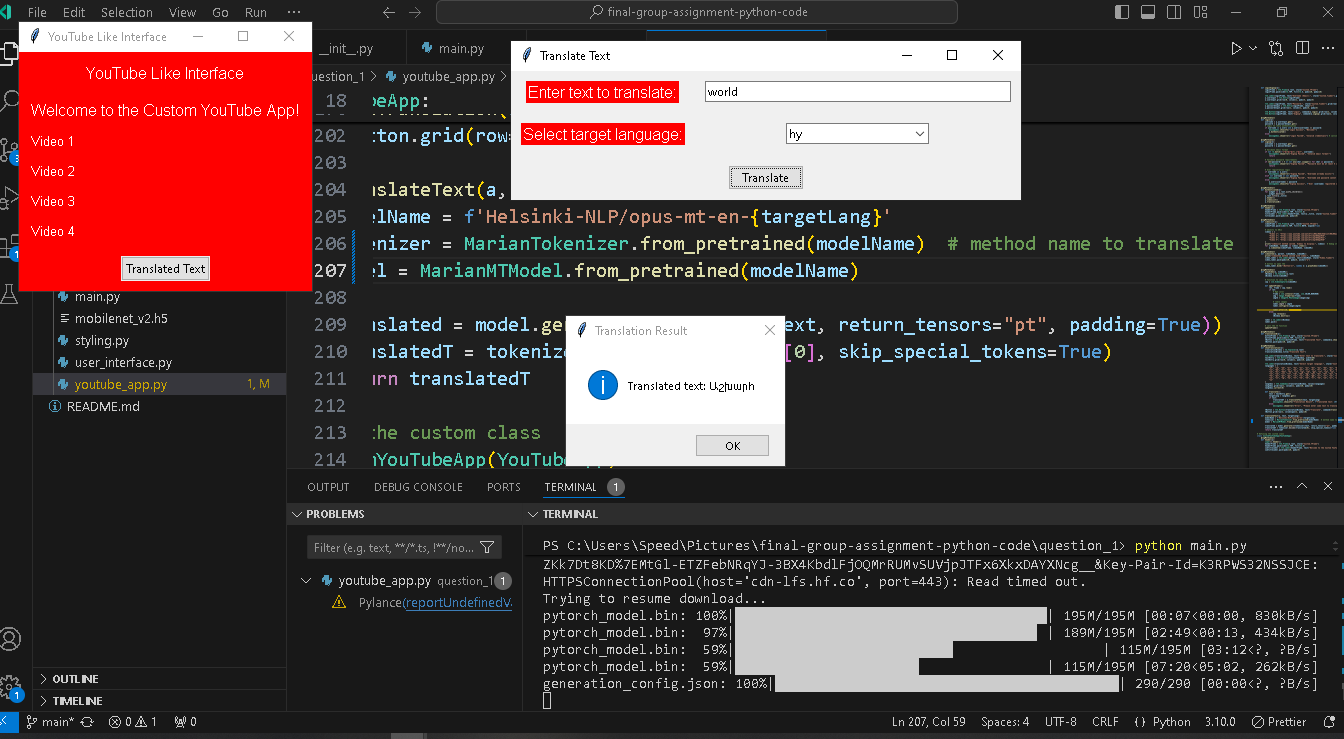 File Edit Selection View Go Run ···
final-group-assignment-python-code
YouTube Like Interface
YouTube Like Interface
Welcome to the Custom YouTube App!
Video 1
Video 2
Video 3
Video 4
Translated Text
__init__.py
main.py
question_1 > youtube_app.py >
Translate Text
Enter text to translate:
world
Select target language:
hy
Translate
18 beApp:
202 tton.grid(row=
203
204 nslateText(a,
205 elName = f'Helsinki-NLP/opus-mt-en-{targetLang}'
206 enizer = MarianTokenizer.from_pretrained(modelName) # method name to translate
207 el = MarianMTModel.from_pretrained(modelName)
208
209 nslated = model.ge ext, return_tensors="pt", padding=True))
210 nslatedT = tokenize [0], skip_special_tokens=True)
211 urn translatedT
212
213 the custom class
214 mYouTubeApp(YouTub
Translation Result
Translated text: Աշխարհ
OK
main.py
mobilenet_v2.h5
styling.py
user_interface.py
youtube_app.py 1, M
README.md
OUTLINE
TIMELINE
OUTPUT DEBUG CONSOLE PORTS TERMINAL 1
PROBLEMS
Filter (e.g. text, **/*.ts, !**/no...
youtube_app.py question_1 1
Pylance(reportUndefinedVa
TERMINAL
PS C:\Users\Speed\Pictures\final-group-assignment-python-code\question_1> python main.py
ZKk7Dt8KD%7EMtGl-ETZFebNRqYJ-3BX4KbdlFjOQMrRUMvSUVjpJTFx6XkxDAYXNcg__&Key-Pair-Id=K3RPWS32NSSJCE:
HTTPSConnectionPool(host='cdn-lfs.hf.co', port=443): Read timed out.
Trying to resume download...
pytorch_model.bin: 100%| | 195M/195M [00:07<00:00, 830kB/s]
pytorch_model.bin: 97%| | 189M/195M [02:49<00:13, 434kB/s]
pytorch_model.bin: 59%| | 115M/195M [03:12<?, ?B/s]
pytorch_model.bin: 59%| | 115M/195M [07:20<05:02, 262kB/s]
generation_config.json: 100%| | 290/290 [00:00<?, ?B/s]
main* 0 1 0
Ln 207, Col 59 Spaces: 4 UTF-8 CRLF {} Python 3.10.0 Prettier